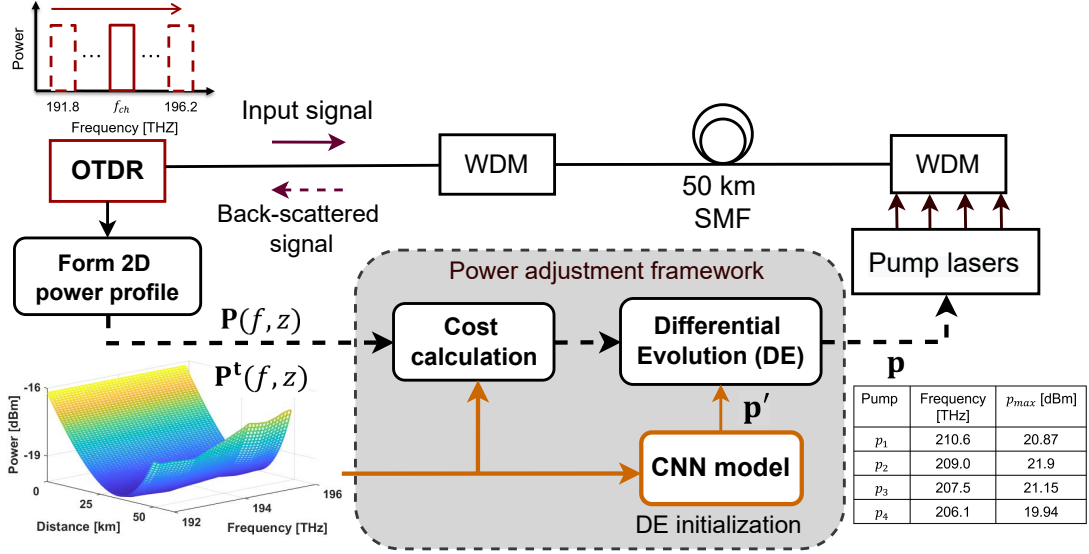 Power
191.8
...
f_ch
...
196.2
Frequency [THZ]
OTDR
Input signal
Back-scattered
signal
WDM
50 km
SMF
WDM
Pump lasers
Form 2D
power profile
Power adjustment framework
P(f, z)
Cost
calculation
Differential
Evolution (DE)
p
P^t(f, z)
p′
CNN model
DE initialization
Power [dBm]
-16
-19
0
25
50
Distance [km]
192
194
196
Frequency [THz]
Pump Frequency [THz] p_max [dBm]
p_1 210.6 20.87
p_2 209.0 21.9
p_3 207.5 21.15
p_4 206.1 19.94